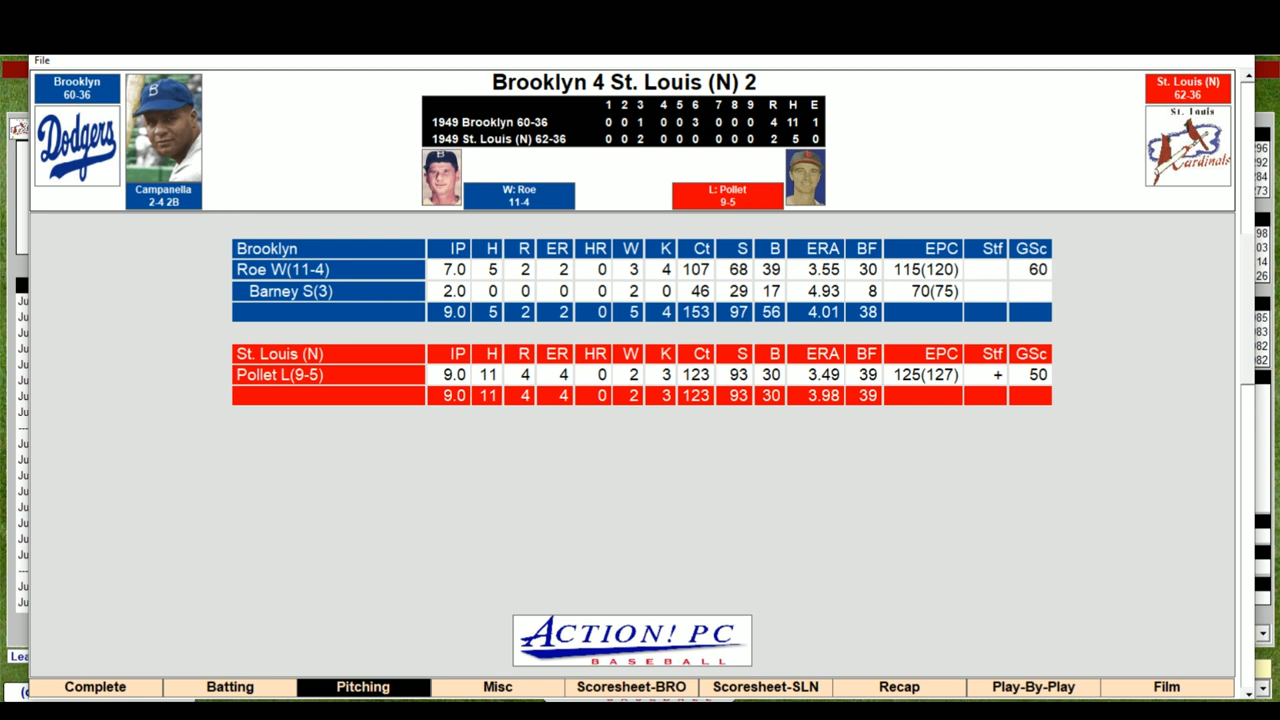 File
Brooklyn
60-36
Dodgers
B
Campanella
2-4 2B
Brooklyn 4 St. Louis (N) 2
1 2 3 4 5 6 7 8 9 R H E
1949 Brooklyn 60-36 0 0 1 0 0 3 0 0 0 4 11 1
1949 St. Louis (N) 62-36 0 0 2 0 0 0 0 0 0 2 5 0
B
W: Roe
11-4
L: Pollet
9-5
St. Louis (N)
62-36
St. Louis
Cardinals
Brooklyn IP H R ER HR W K Ct S B ERA BF EPC Stf GSc
Roe W(11-4) 7.0 5 2 2 0 3 4 107 68 39 3.55 30 115(120) 60
Barney S(3) 2.0 0 0 0 0 2 0 46 29 17 4.93 8 70(75)
9.0 5 2 2 0 5 4 153 97 56 4.01 38
St. Louis (N) IP H R ER HR W K Ct S B ERA BF EPC Stf GSc
Pollet L(9-5) 9.0 11 4 4 0 2 3 123 93 30 3.49 39 125(127) + 50
9.0 11 4 4 0 2 3 123 93 30 3.98 39
ACTION! PC
BASEBALL
Complete Batting Pitching Misc Scoresheet-BRO Scoresheet-SLN Recap Play-By-Play Film